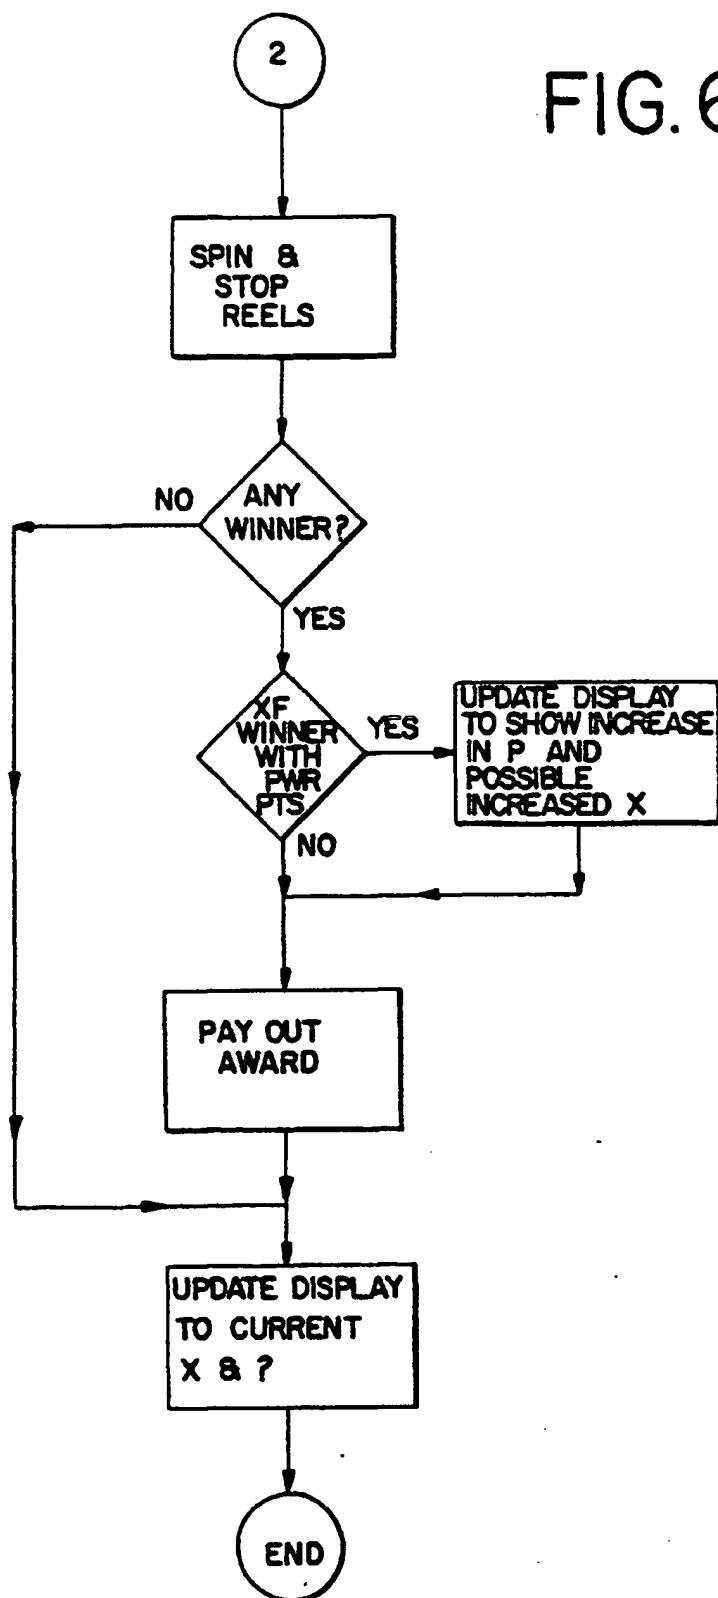 2
FIG. 6
SPIN &
STOP
REELS
NO
ANY
WINNER?
YES
XF
WINNER
WITH
PWR
PTS
YES
UPDATE DISPLAY
TO SHOW INCREASE
IN P AND
POSSIBLE
INCREASED X
NO
PAY OUT
AWARD
UPDATE DISPLAY
TO CURRENT
X & ?
END